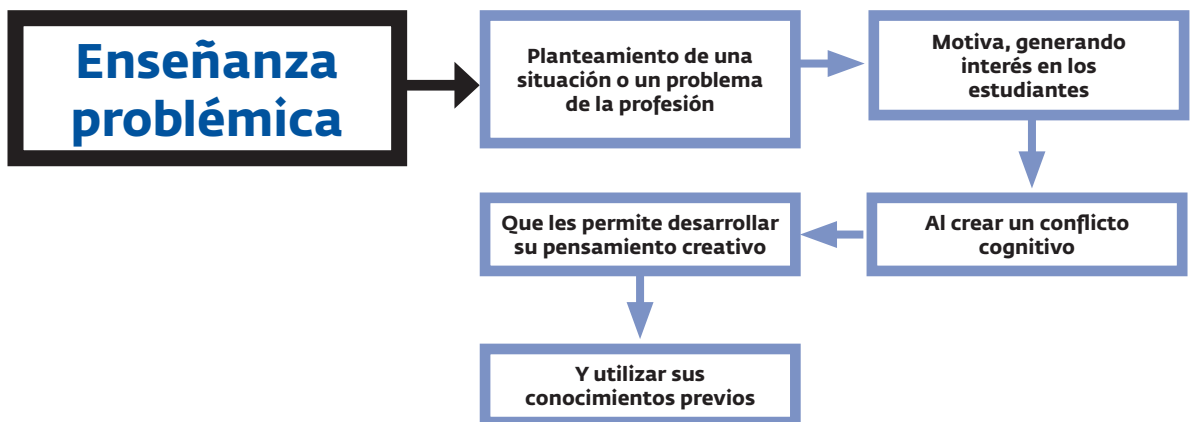 Enseñanza
problémica
Planteamiento de una
situación o un problema
de la profesión
Motiva, generando
interés en los
estudiantes
Al crear un conflicto
cognitivo
Que les permite desarrollar
su pensamiento creativo
Y utilizar sus
conocimientos previos